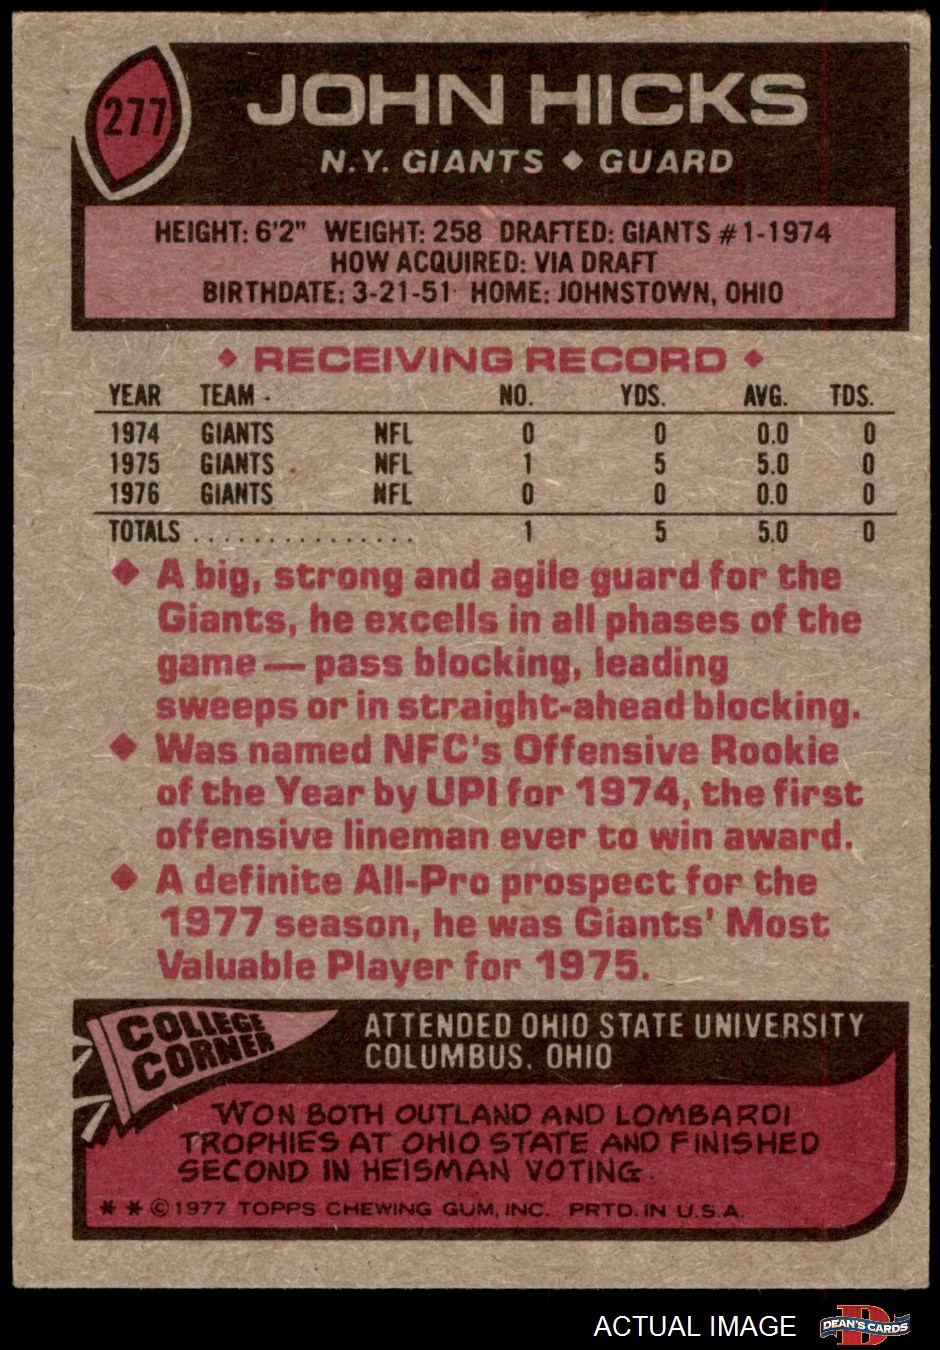 277
JOHN HICKS
N.Y. GIANTS ◆ GUARD
HEIGHT: 6'2" WEIGHT: 258 DRAFTED: GIANTS #1-1974
HOW ACQUIRED: VIA DRAFT
BIRTHDATE: 3-21-51 HOME: JOHNSTOWN, OHIO
◆ RECEIVING RECORD ◆
YEAR TEAM NO. YDS. AVG. TDS.
1974 GIANTS NFL 0 0 0.0 0
1975 GIANTS NFL 1 5 5.0 0
1976 GIANTS NFL 0 0 0.0 0
TOTALS ............... 1 5 5.0 0
◆ A big, strong and agile guard for the
Giants, he excells in all phases of the
game — pass blocking, leading
sweeps or in straight-ahead blocking.
◆ Was named NFC's Offensive Rookie
of the Year by UPI for 1974, the first
offensive lineman ever to win award.
◆ A definite All-Pro prospect for the
1977 season, he was Giants' Most
Valuable Player for 1975.
COLLEGE
CORNER
ATTENDED OHIO STATE UNIVERSITY
COLUMBUS, OHIO
WON BOTH OUTLAND AND LOMBARDI
TROPHIES AT OHIO STATE AND FINISHED
SECOND IN HEISMAN VOTING.
* * © 1977 TOPPS CHEWING GUM, INC. PRTD. IN U.S.A.
ACTUAL IMAGE
D
DEAN'S CARDS